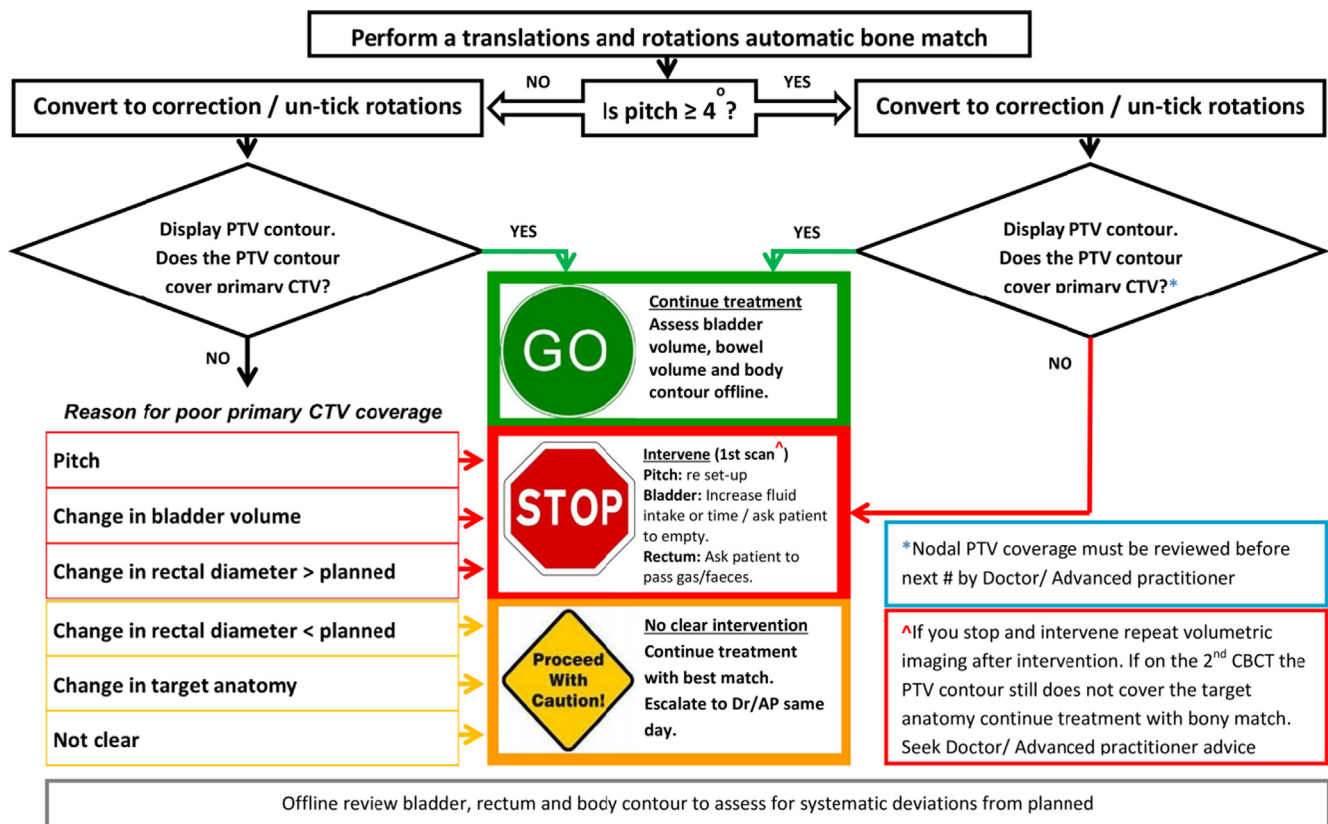 Perform a translations and rotations automatic bone match
NO
YES
Convert to correction / un-tick rotations
Is pitch ≥ 4°?
Convert to correction / un-tick rotations
Display PTV contour.
Does the PTV contour
cover primary CTV?
YES
NO
Display PTV contour.
Does the PTV contour
cover primary CTV?*
YES
NO
GO
Continue treatment
Assess bladder
volume, bowel
volume and body
contour offline.
Reason for poor primary CTV coverage
Pitch
Change in bladder volume
Change in rectal diameter > planned
STOP
Intervene (1st scan^)
Pitch: re set-up
Bladder: Increase fluid
intake or time / ask patient
to empty.
Rectum: Ask patient to
pass gas/faeces.
Change in rectal diameter < planned
Change in target anatomy
Not clear
Proceed
With
Caution!
No clear intervention
Continue treatment
with best match.
Escalate to Dr/AP same
day.
*Nodal PTV coverage must be reviewed before
next # by Doctor/ Advanced practitioner
^If you stop and intervene repeat volumetric
imaging after intervention. If on the 2nd CBCT the
PTV contour still does not cover the target
anatomy continue treatment with bony match.
Seek Doctor/ Advanced practitioner advice
Offline review bladder, rectum and body contour to assess for systematic deviations from planned